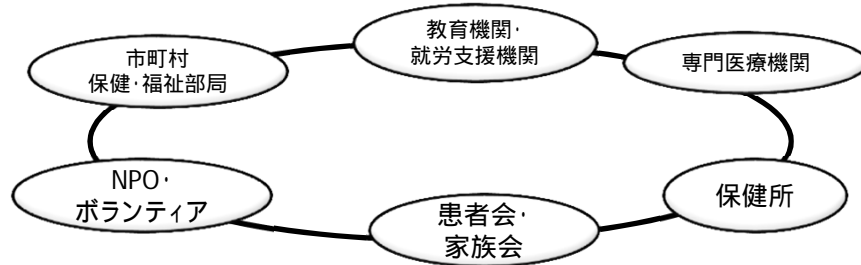 教育機関・
就労支援機関
市町村
保健・福祉部局
専門医療機関
NPO・
ボランティア
保健所
患者会・
家族会